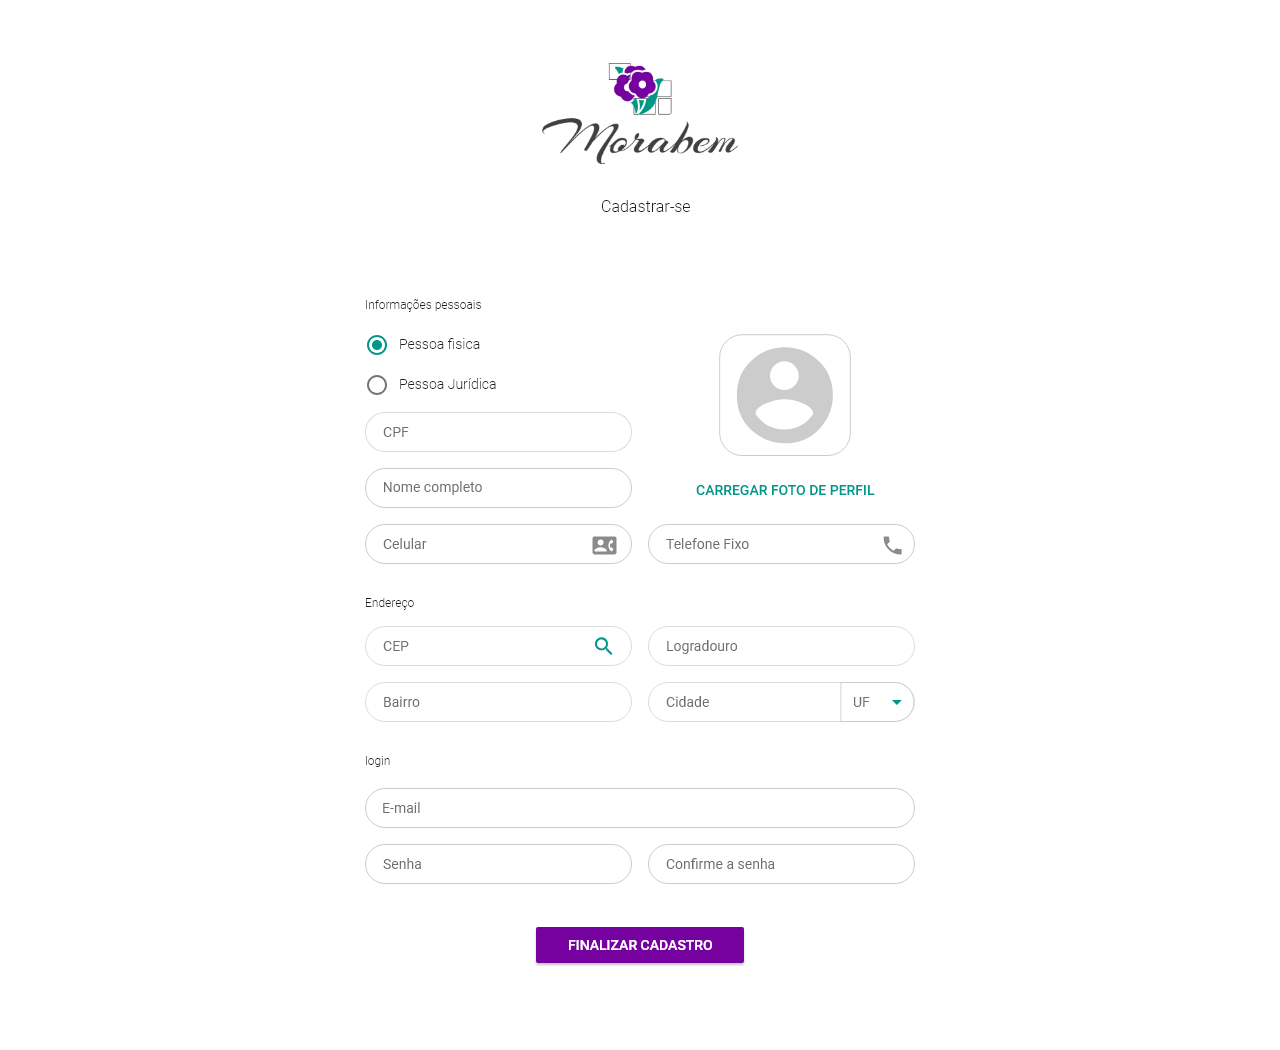 Morabem
Cadastrar-se
Informações pessoais
Pessoa fisica
Pessoa Jurídica
CPF
Nome completo
CARREGAR FOTO DE PERFIL
Celular
Telefone Fixo
Endereço
CEP
Logradouro
Bairro
Cidade
UF
login
E-mail
Senha
Confirme a senha
FINALIZAR CADASTRO